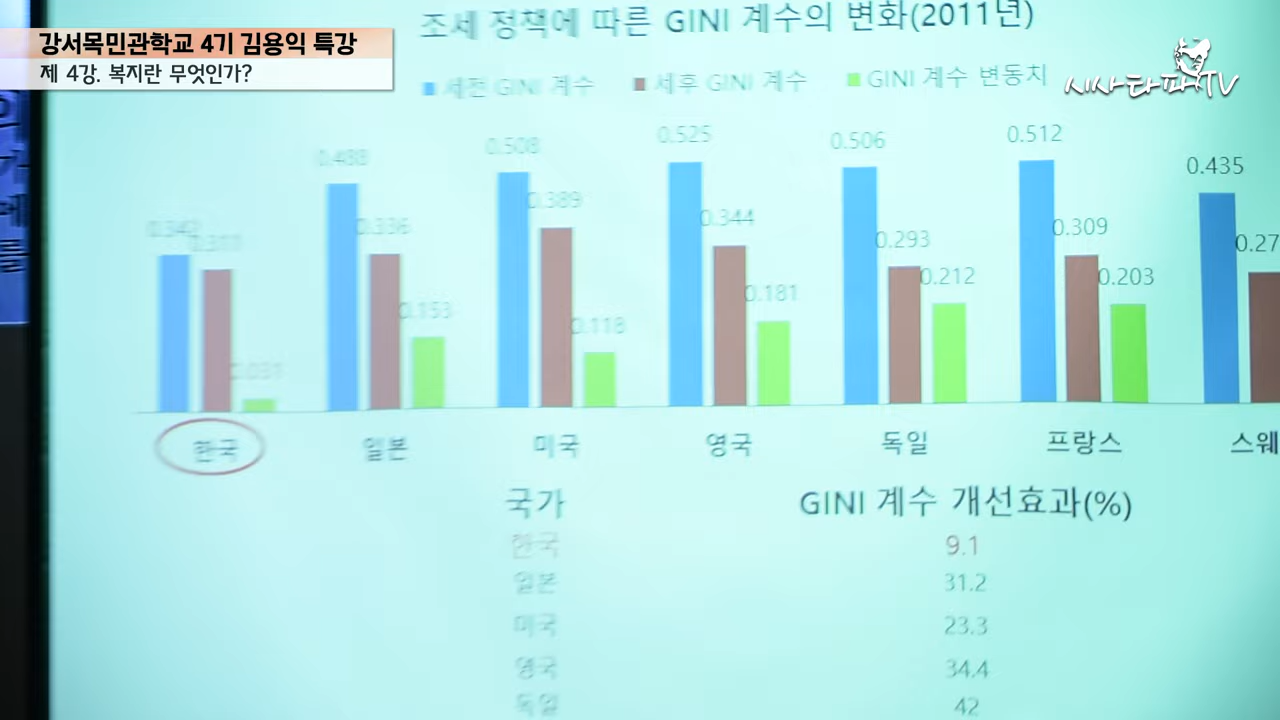 강서목민관학교 4기 김용익 특강
제 4강. 복지란 무엇인가?
시사타파TV
조세 정책에 따른 GINI 계수의 변화(2011년)
세전 GINI 계수 세후 GINI 계수 GINI 계수 변동치
0.488 0.508 0.525 0.506 0.512 0.435
0.311 0.336 0.389 0.344 0.293 0.309
0.031 0.153 0.118 0.181 0.212 0.203
한국 일본 미국 영국 독일 프랑스
국가 GINI 계수 개선효과(%)
한국 9.1
일본 31.2
미국 23.3
영국 34.4
독일 42